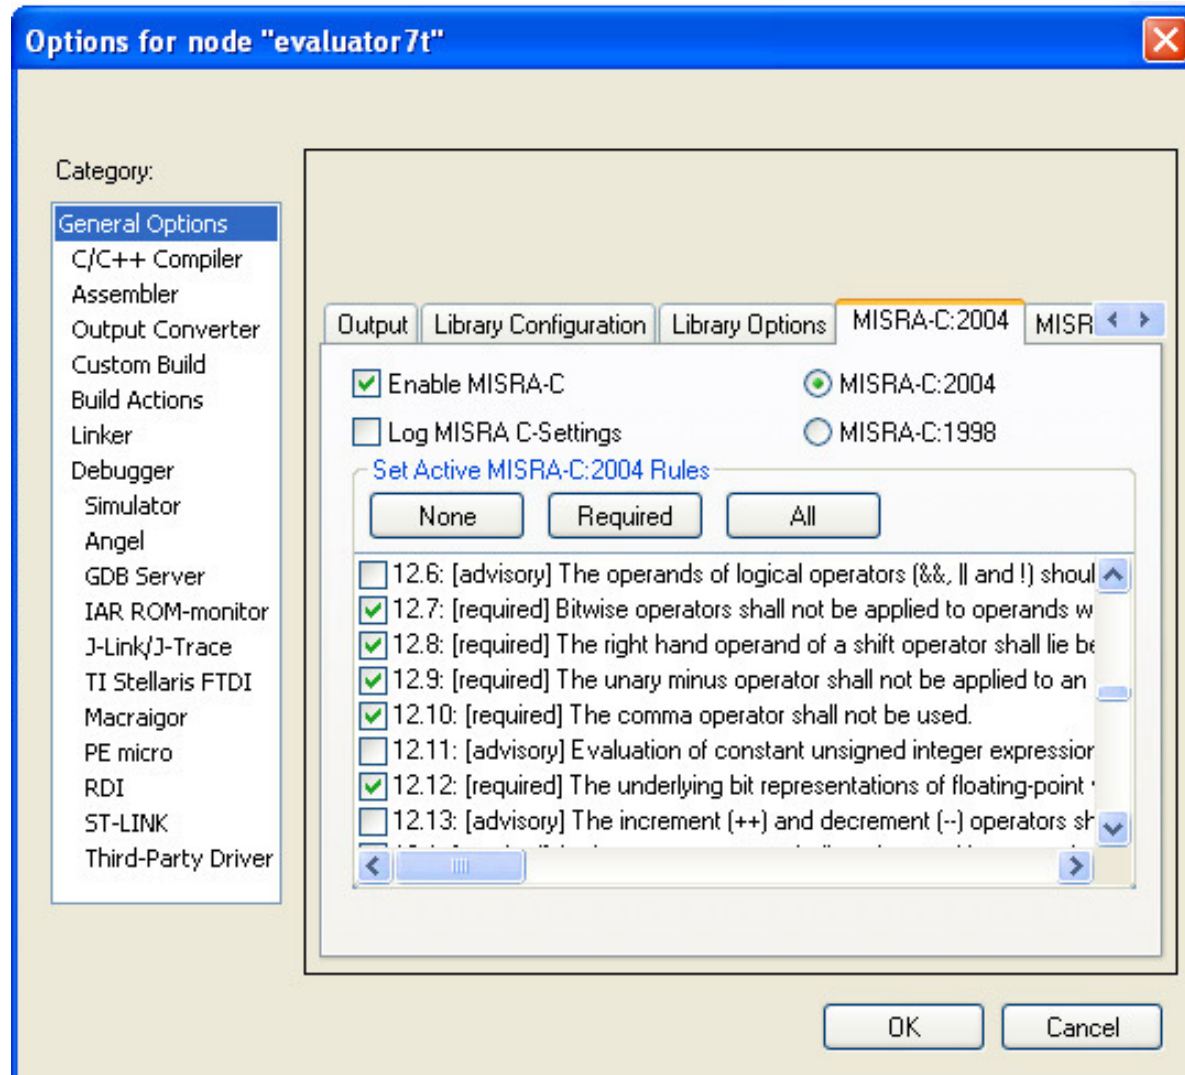 Options for node "evaluator7t"
Category:
General Options
C/C++ Compiler
Assembler
Output Converter
Custom Build
Build Actions
Linker
Debugger
Simulator
Angel
GDB Server
IAR ROM-monitor
J-Link/J-Trace
TI Stellaris FTDI
Macraigor
PE micro
RDI
ST-LINK
Third-Party Driver
Output Library Configuration Library Options MISRA-C:2004 MISR
Enable MISRA-C MISRA-C:2004
Log MISRA C-Settings MISRA-C:1998
Set Active MISRA-C:2004 Rules
None Required All
12.6: [advisory] The operands of logical operators (&&, || and !) shoul
12.7: [required] Bitwise operators shall not be applied to operands w
12.8: [required] The right hand operand of a shift operator shall lie be
12.9: [required] The unary minus operator shall not be applied to an
12.10: [required] The comma operator shall not be used.
12.11: [advisory] Evaluation of constant unsigned integer expression
12.12: [required] The underlying bit representations of floating-point
12.13: [advisory] The increment (++) and decrement (--) operators sh
OK Cancel